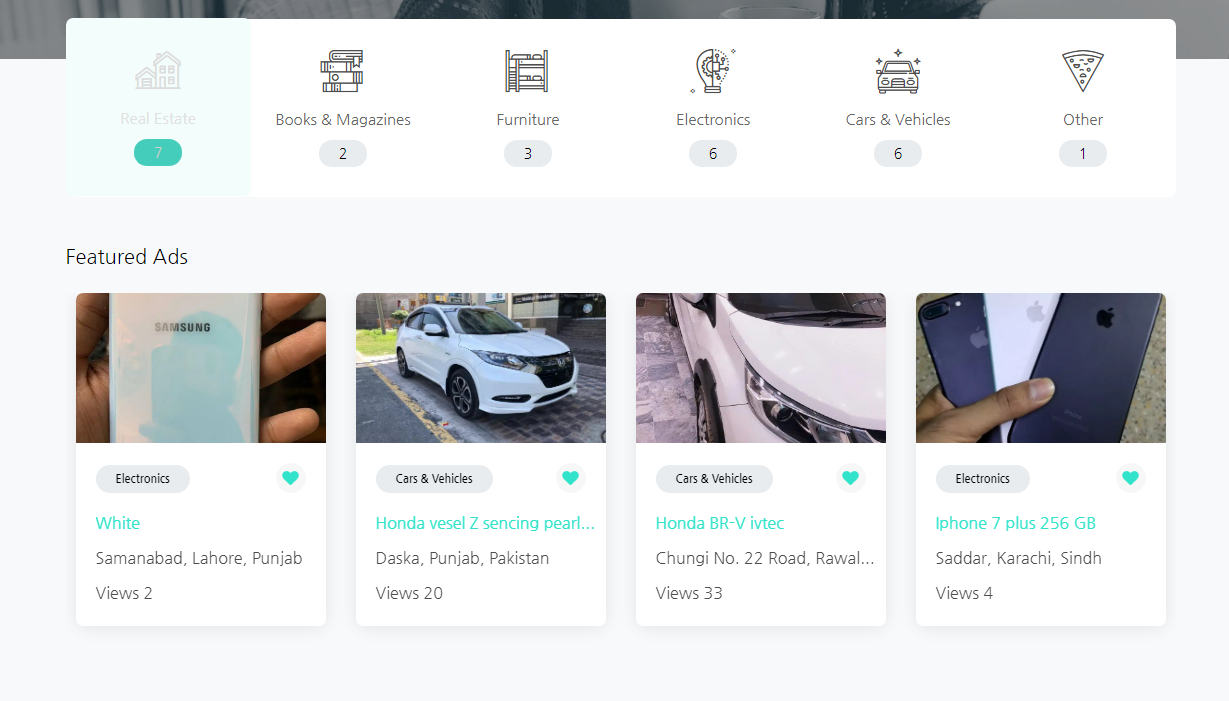 Real Estate
Books & Magazines
Furniture
Electronics
Cars & Vehicles
Other
7
2
3
6
6
1
Featured Ads
SAMSUNG
Electronics
Cars & Vehicles
Cars & Vehicles
Electronics
White
Honda vesel Z sencing pearl...
Honda BR-V ivtec
Iphone 7 plus 256 GB
Samanabad, Lahore, Punjab
Daska, Punjab, Pakistan
Chungi No. 22 Road, Rawal...
Saddar, Karachi, Sindh
Views 2
Views 20
Views 33
Views 4